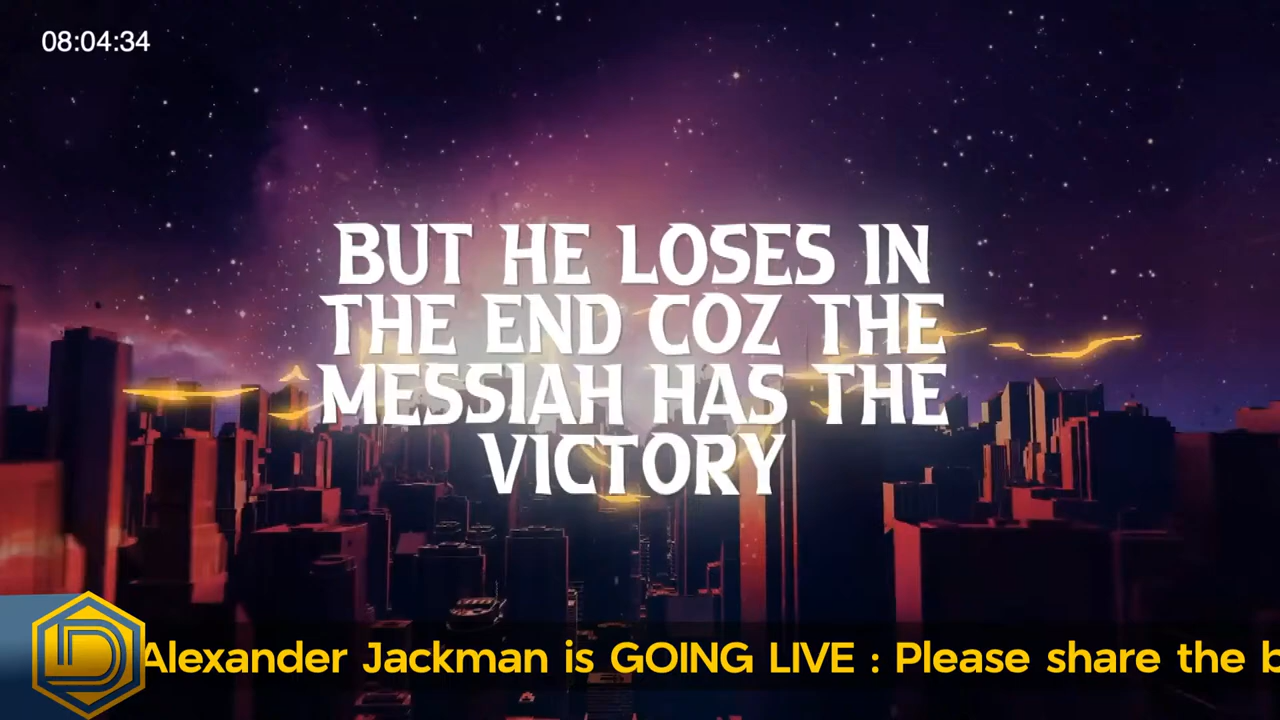 08:04:34
BUT HE LOSES IN
THE END COZ THE
MESSIAH HAS THE
VICTORY
Alexander Jackman is GOING LIVE : Please share the